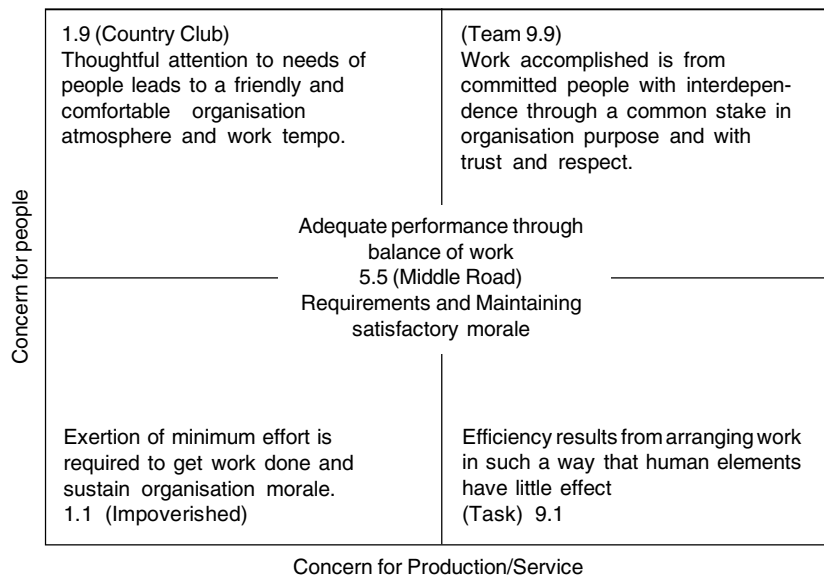 1.9 (Country Club)
Thoughtful attention to needs of
people leads to a friendly and
comfortable organisation
atmosphere and work tempo.
(Team 9.9)
Work accomplished is from
committed people with interdepen-
dence through a common stake in
organisation purpose and with
trust and respect.
Concern for people
Adequate performance through
balance of work
5.5 (Middle Road)
Requirements and Maintaining
satisfactory morale
Exertion of minimum effort is
required to get work done and
sustain organisation morale.
1.1 (Impoverished)
Efficiency results from arranging work
in such a way that human elements
have little effect
(Task) 9.1
Concern for Production/Service